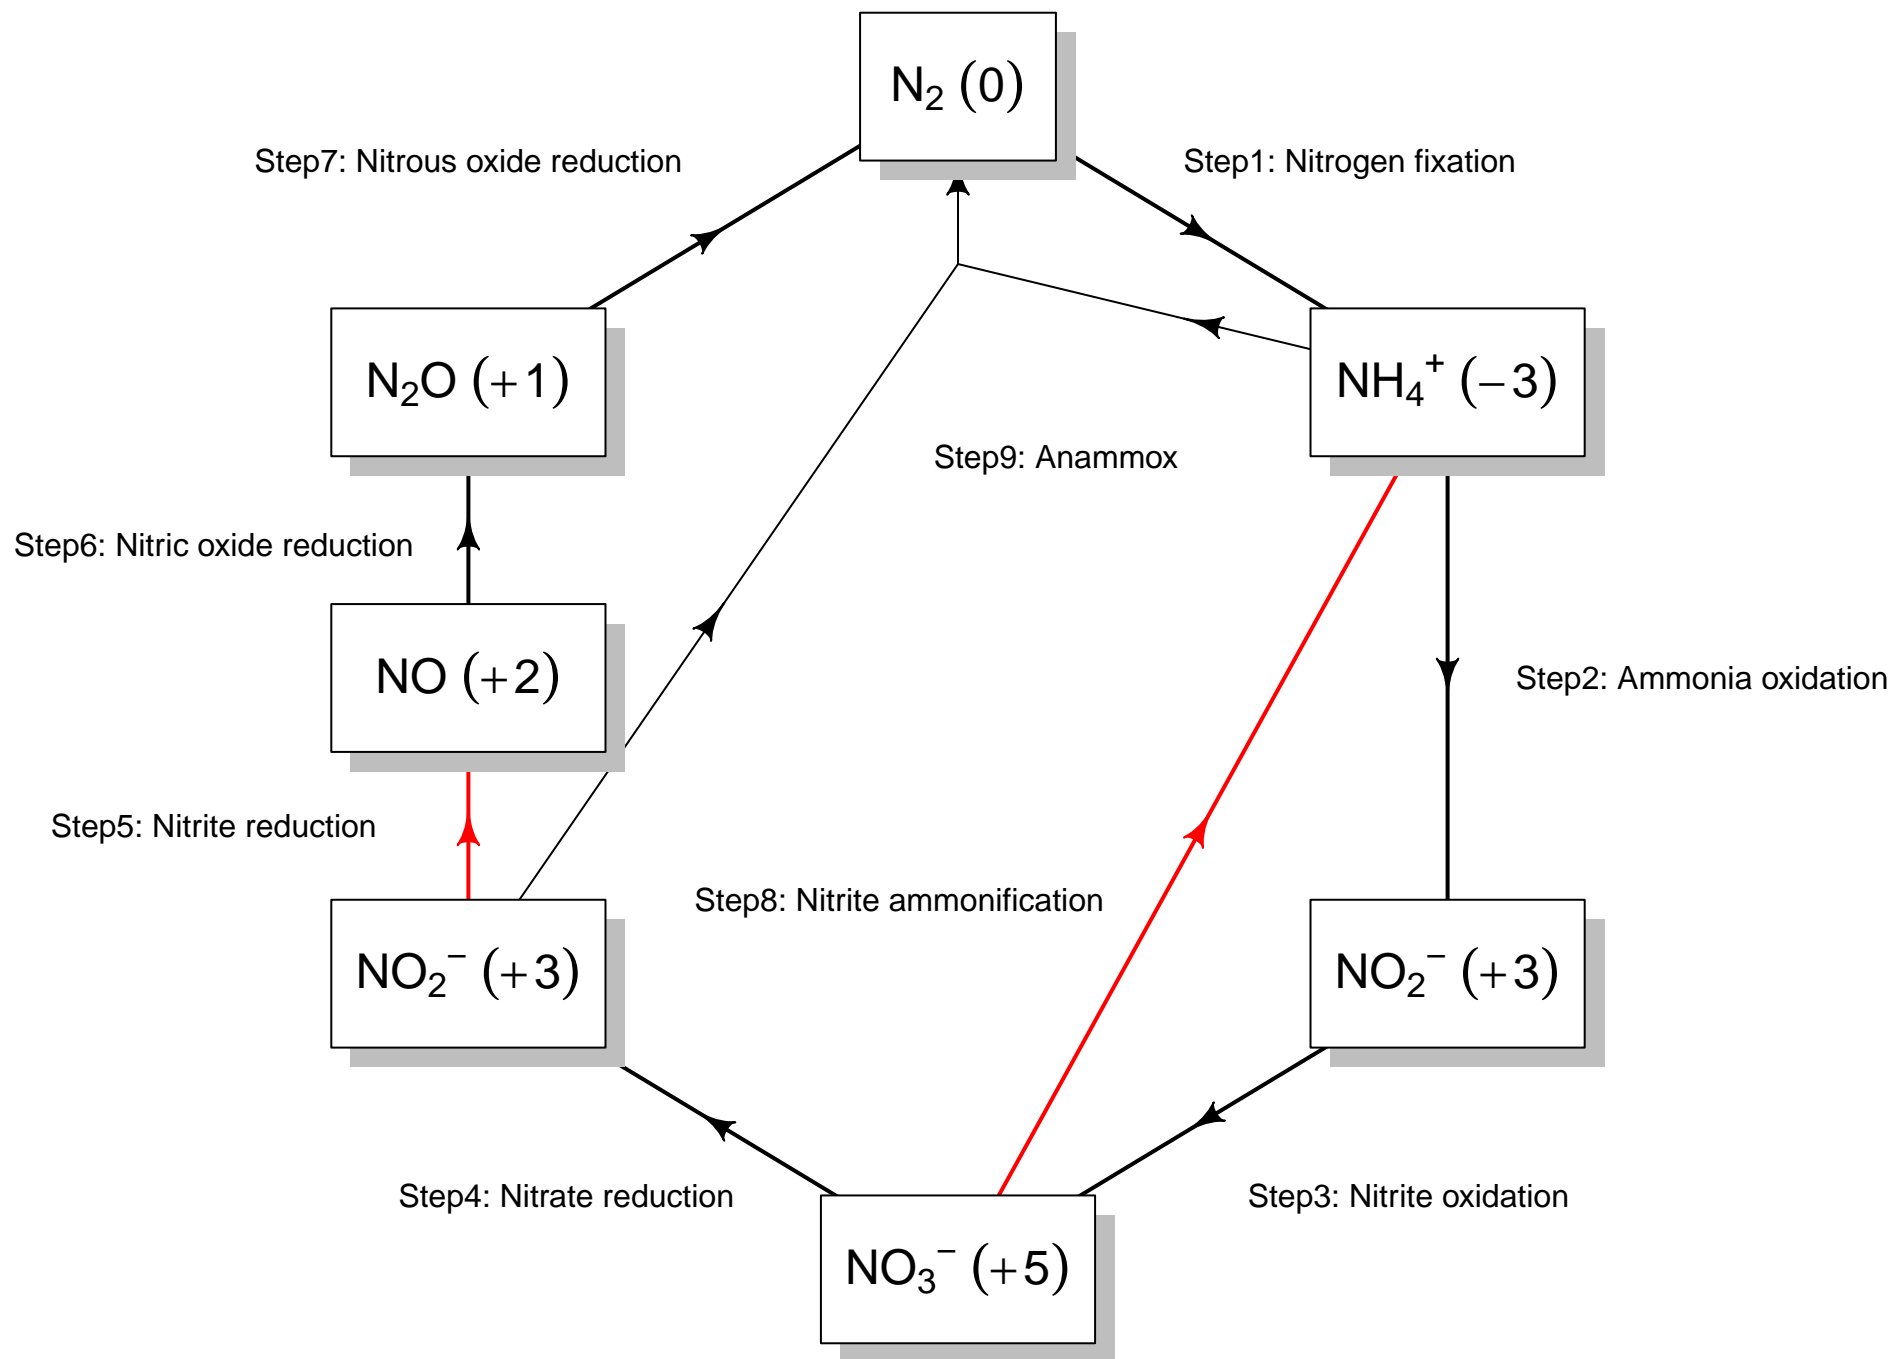 N₂ (0)
Step7: Nitrous oxide reduction
Step1: Nitrogen fixation
N₂O (+1)
NH₄⁺ (−3)
Step9: Anammox
Step6: Nitric oxide reduction
NO (+2)
Step2: Ammonia oxidation
Step5: Nitrite reduction
Step8: Nitrite ammonification
NO₂⁻ (+3)
NO₂⁻ (+3)
Step4: Nitrate reduction
Step3: Nitrite oxidation
NO₃⁻ (+5)